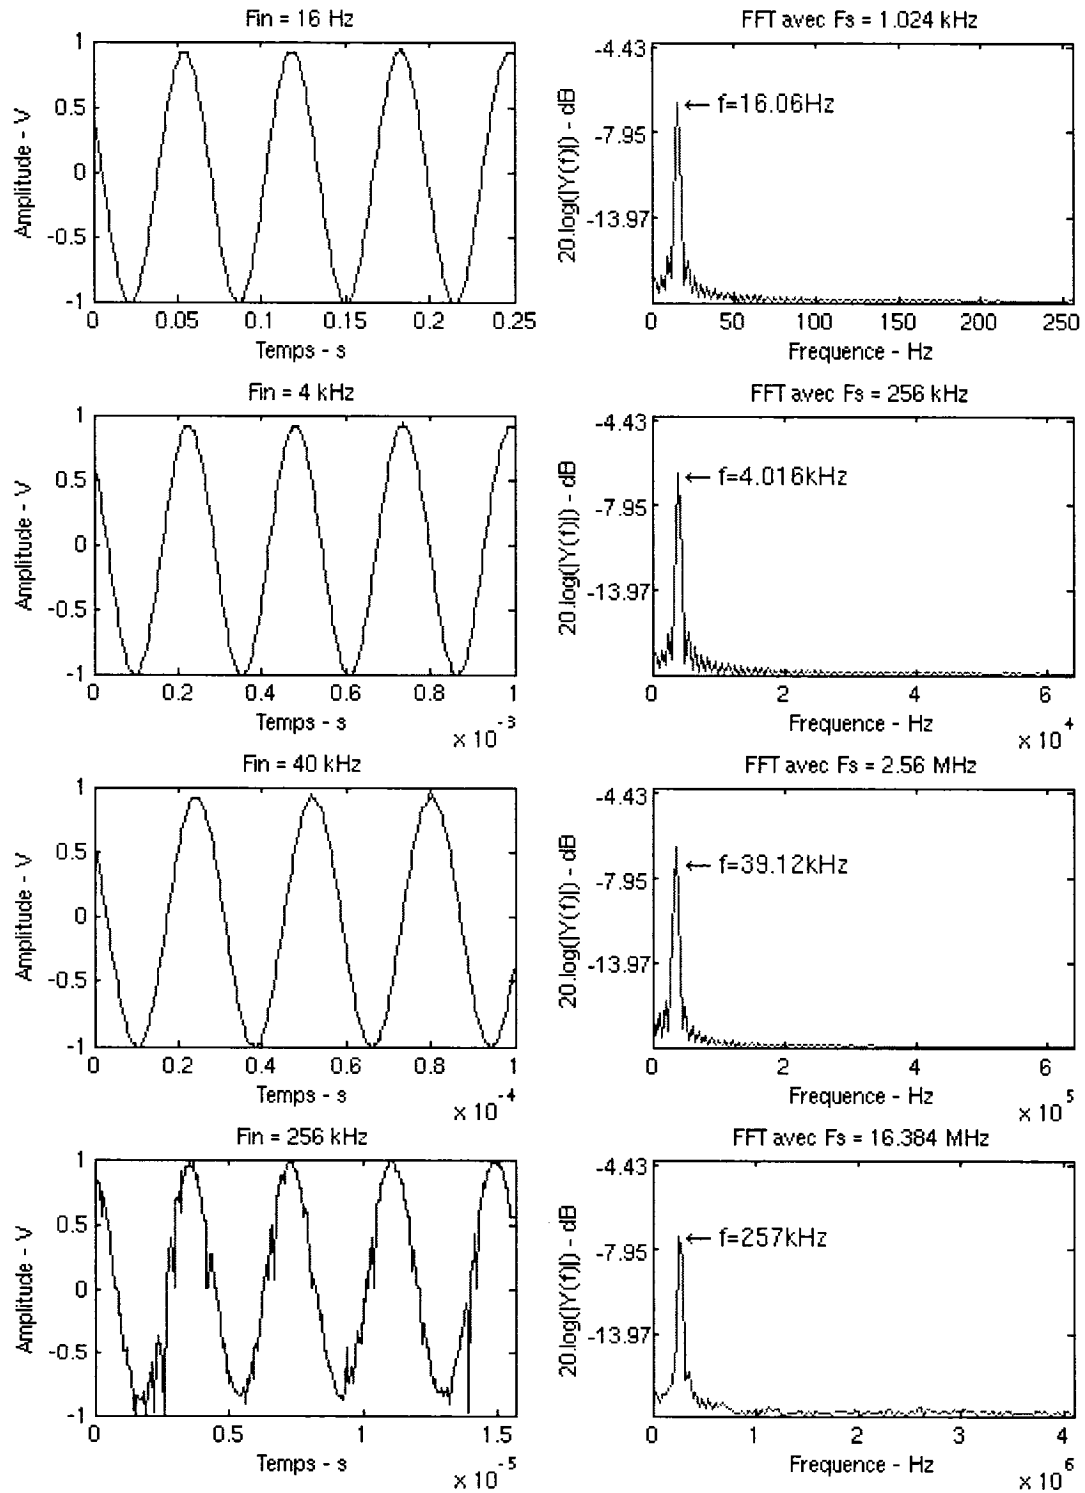 Fin = 16 Hz
1
0.5
0
-0.5
-1
Amplitude - V
0 0.05 0.1 0.15 0.2 0.25
Temps - s
FFT avec Fs = 1.024 kHz
-4.43
-7.95
-13.97
20.log(|Y(f)|) - dB
← f=16.06Hz
0 50 100 150 200 250
Frequence - Hz
Fin = 4 kHz
1
0.5
0
-0.5
-1
Amplitude - V
0 0.2 0.4 0.6 0.8 1
Temps - s
x 10^-3
FFT avec Fs = 256 kHz
-4.43
-7.95
-13.97
20.log(|Y(f)|) - dB
← f=4.016kHz
0 2 4 6
Frequence - Hz
x 10^4
Fin = 40 kHz
1
0.5
0
-0.5
-1
Amplitude - V
0 0.2 0.4 0.6 0.8 1
Temps - s
x 10^-4
FFT avec Fs = 2.56 MHz
-4.43
-7.95
-13.97
20.log(|Y(f)|) - dB
← f=39.12kHz
0 2 4 6
Frequence - Hz
x 10^5
Fin = 256 kHz
1
0.5
0
-0.5
-1
Amplitude - V
0 0.5 1 1.5
Temps - s
x 10^-5
FFT avec Fs = 16.384 MHz
-4.43
-7.95
-13.97
20.log(|Y(f)|) - dB
← f=257kHz
0 1 2 3 4
Frequence - Hz
x 10^6